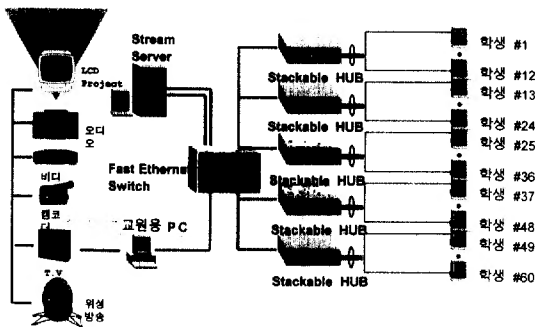 LCD
Project
오디
오
비디
캠코
더
T.V
위성
방송
Stream
Server
Fast Ethernet
Switch
교원용 PC
Stackable HUB
Stackable HUB
Stackable HUB
Stackable HUB
Stackable HUB
학생 #1
학생 #12
학생 #13
학생 #24
학생 #25
학생 #36
학생 #37
학생 #48
학생 #49
학생 #60